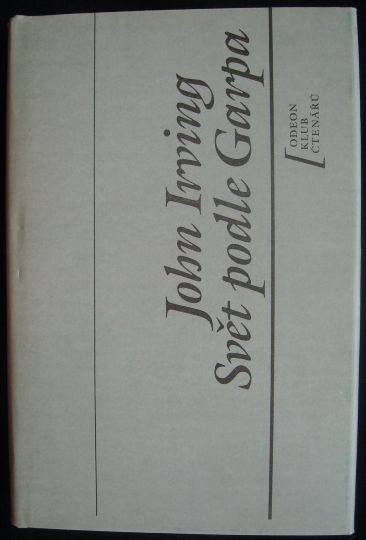 John Irving
Svět podle Garpa
ODEON
KLUB
ČTENÁŘŮ